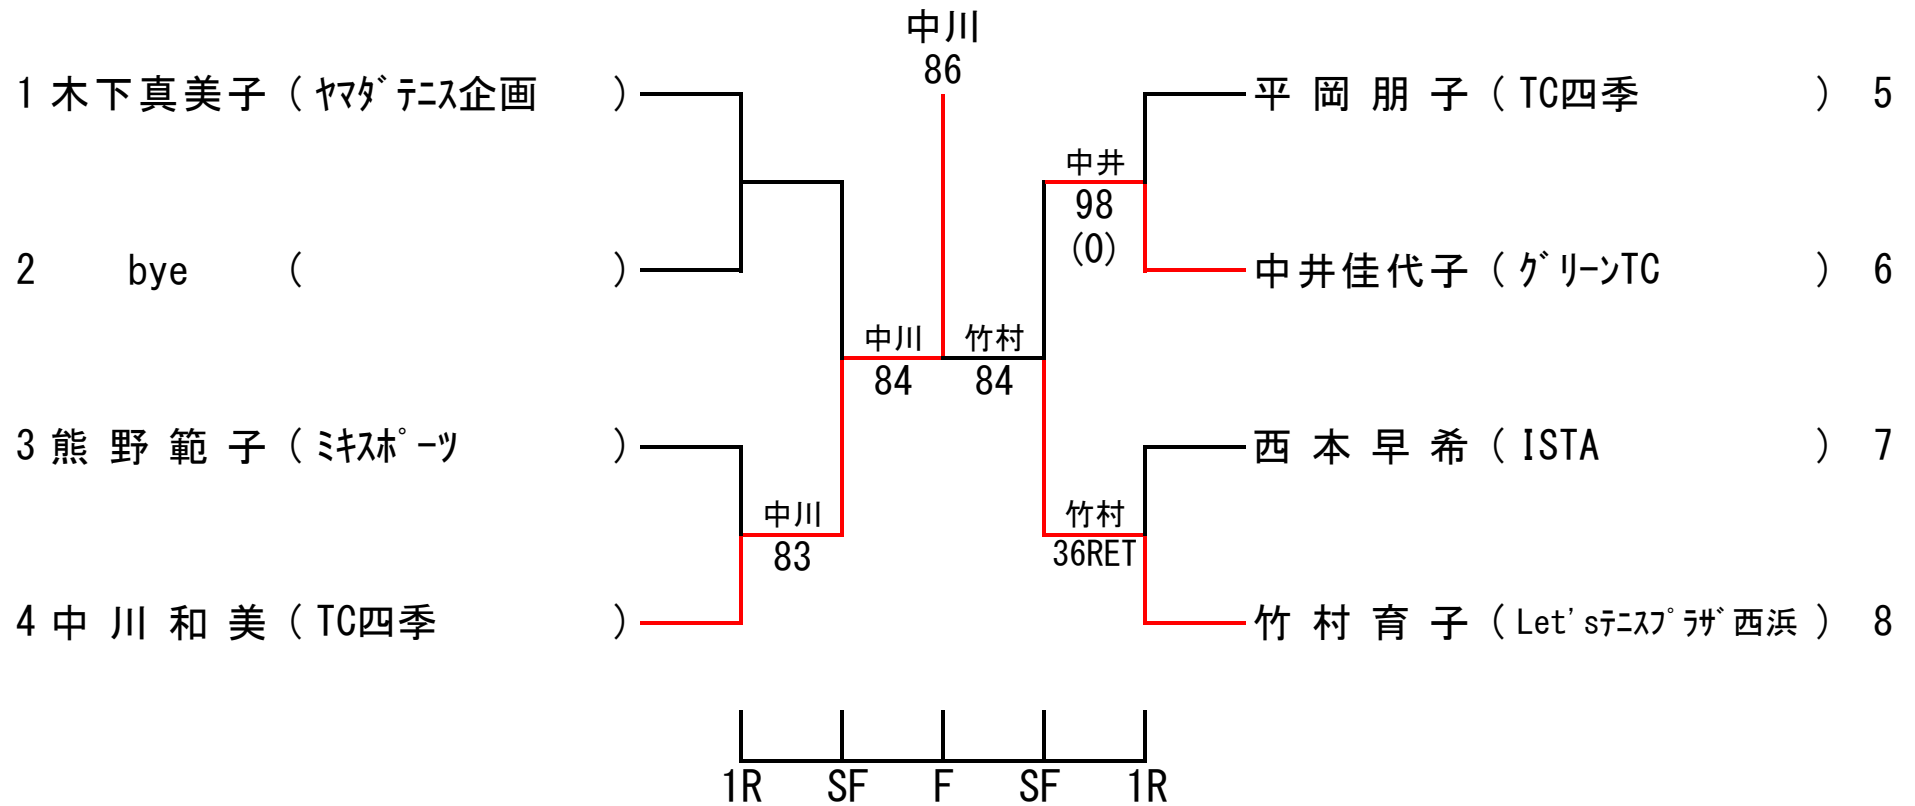 中川
86
1 木下真美子 ( ﾔﾏﾀﾞﾃﾆｽ企画 )
2 bye ( )
3 熊野範子 ( ﾐｷｽﾎﾟｰﾂ )
4 中川和美 ( TC四季 )
中川
83
中川
84
竹村
84
中井
98
(0)
竹村
36RET
平岡朋子 ( TC四季 ) 5
中井佳代子 ( ｸﾞﾘｰﾝTC ) 6
西本早希 ( ISTA ) 7
竹村育子 ( Let'sﾃﾆｽﾌﾟﾗｻﾞ西浜 ) 8
1R SF F SF 1R